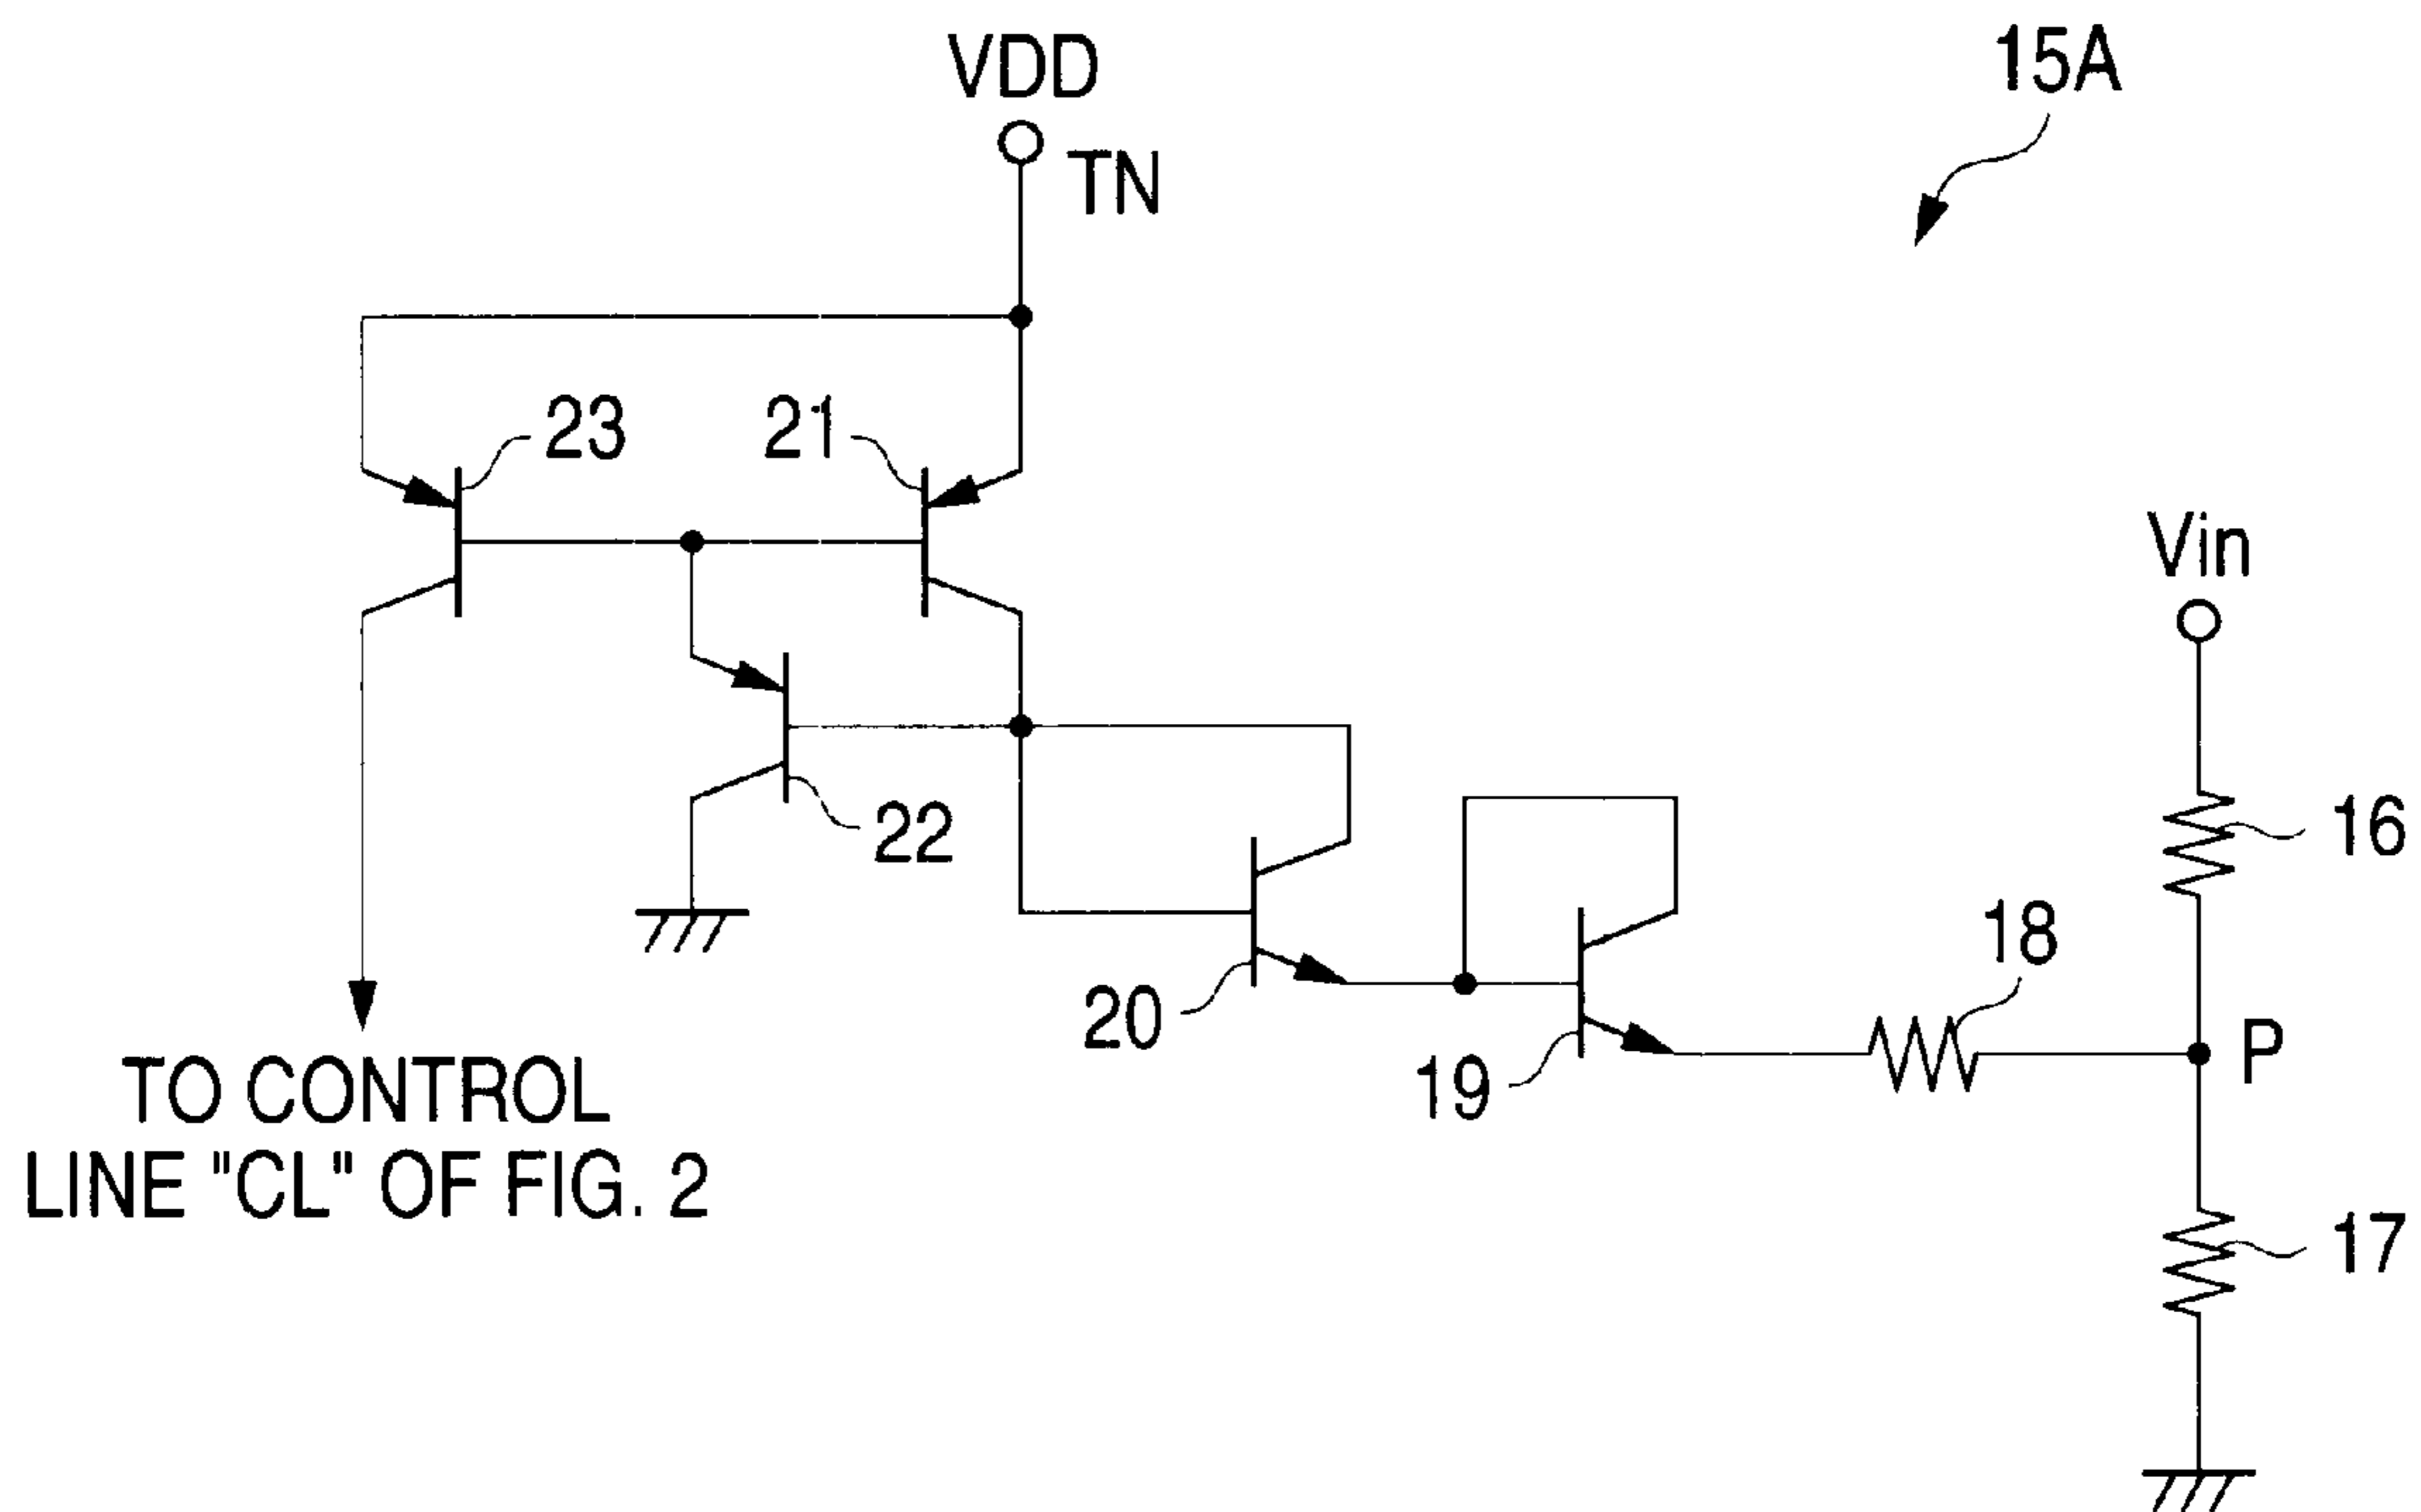 VDD
TN
15A
23
21
Vin
22
16
18
20
19
P
TO CONTROL
LINE "CL" OF FIG. 2
17